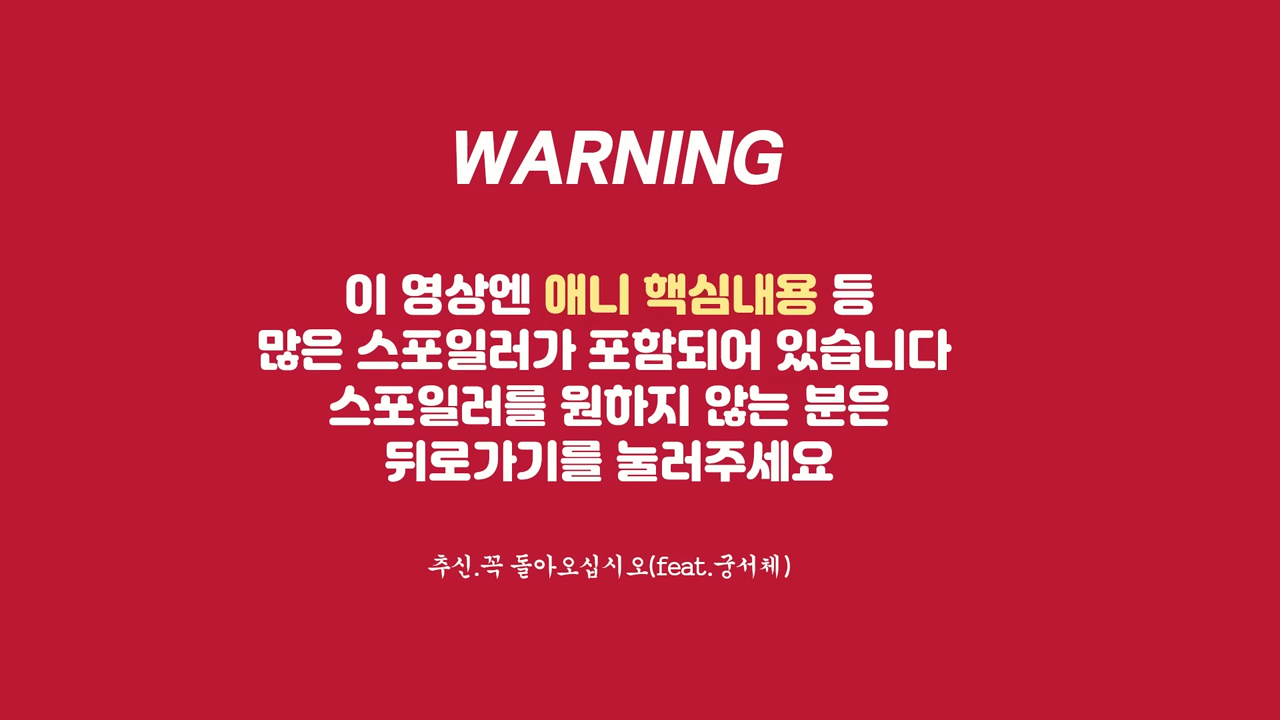 WARNING
이 영상엔 애니 핵심내용 등
많은 스포일러가 포함되어 있습니다
스포일러를 원하지 않는 분은
뒤로가기를 눌러주세요
추신.꼭 돌아오십시오(feat.궁서체)